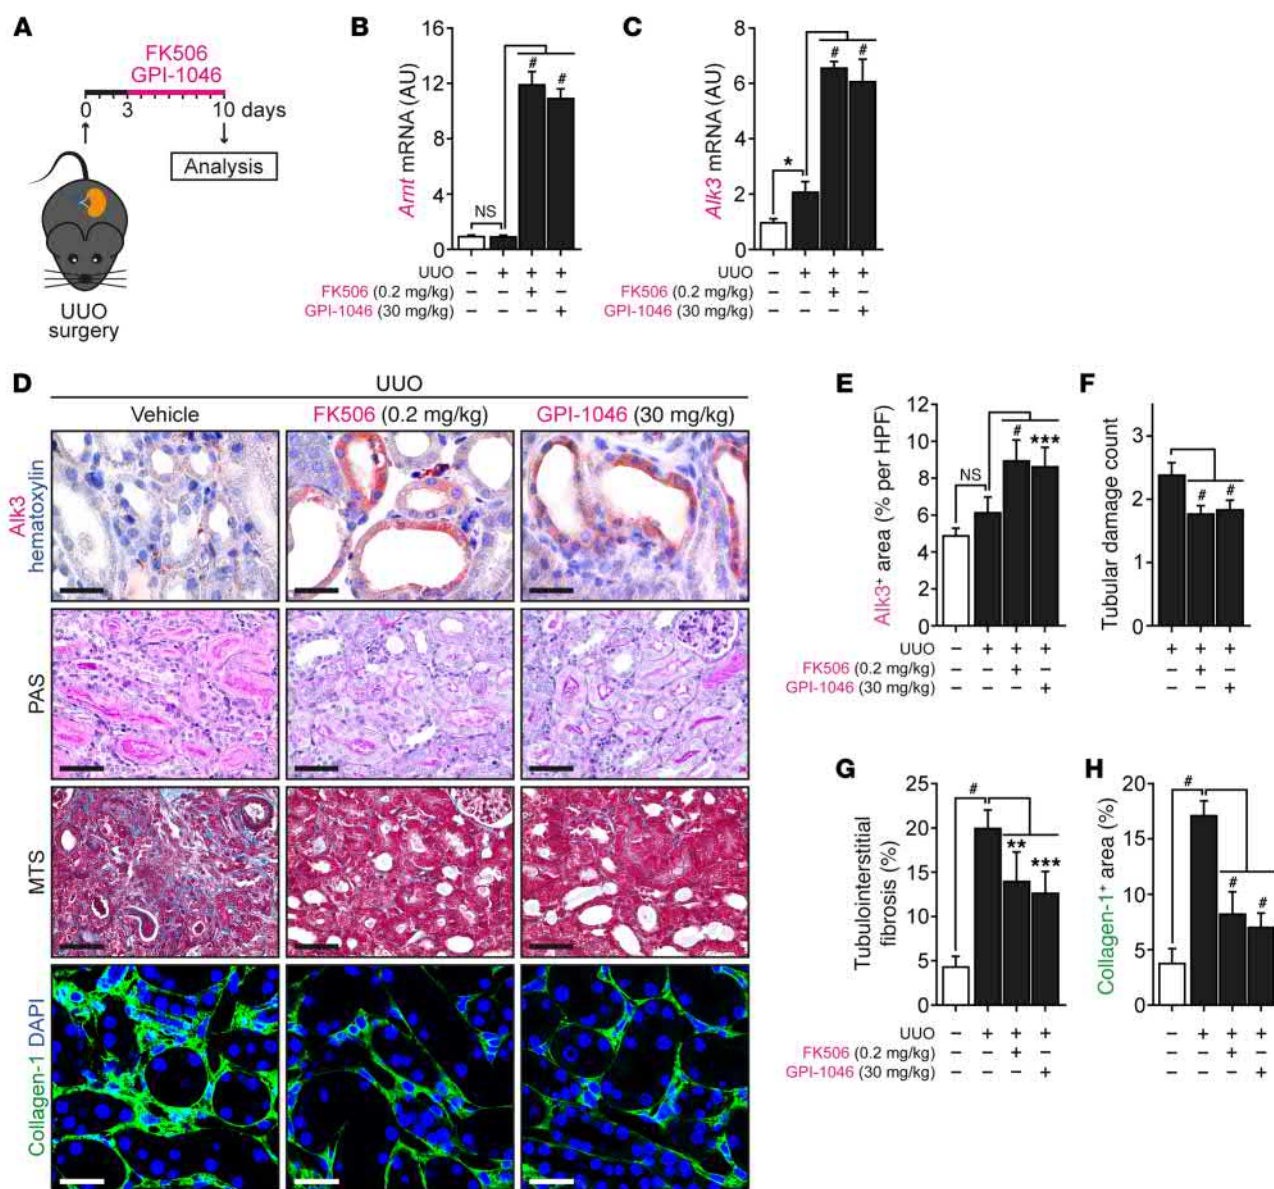 A
FK506
GPI-1046
0 3 10 days
Analysis
UUO
surgery
B
Arnt mRNA (AU)
16
12
8
4
0
NS
# #
UUO − + + +
FK506 (0.2 mg/kg) − − + −
GPI-1046 (30 mg/kg) − − − +
C
Alk3 mRNA (AU)
8
6
4
2
0
*
# #
UUO − + + +
FK506 (0.2 mg/kg) − − + −
GPI-1046 (30 mg/kg) − − − +
D
UUO
Vehicle FK506 (0.2 mg/kg) GPI-1046 (30 mg/kg)
Alk3
hematoxylin
PAS
MTS
Collagen-1 DAPI
E
Alk3+ area (% per HPF)
12
10
8
6
4
2
0
NS
# ***
UUO − + + +
FK506 (0.2 mg/kg) − − + −
GPI-1046 (30 mg/kg) − − − +
F
Tubular damage count
3
2
1
0
# #
+ + +
− + −
− − +
G
Tubulointerstitial
fibrosis (%)
25
20
15
10
5
0
#
** ***
UUO − + + +
FK506 (0.2 mg/kg) − − + −
GPI-1046 (30 mg/kg) − − − +
H
Collagen-1+ area (%)
20
15
10
5
0
#
# #
− + + +
− − + −
− − − +